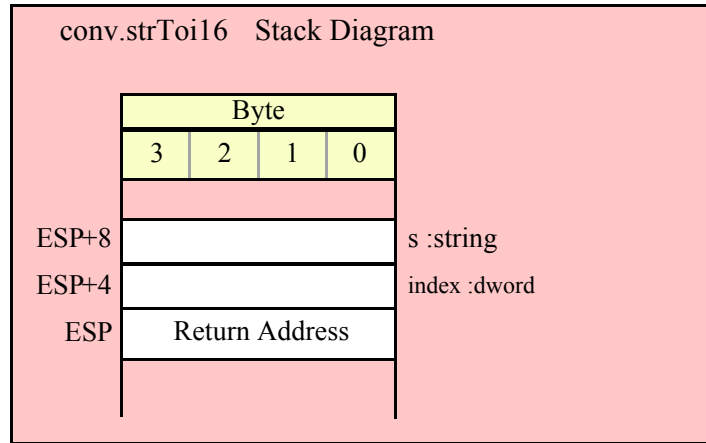 conv.strToi16 Stack Diagram
Byte
3 2 1 0
ESP+8 s :string
ESP+4 index :dword
ESP Return Address